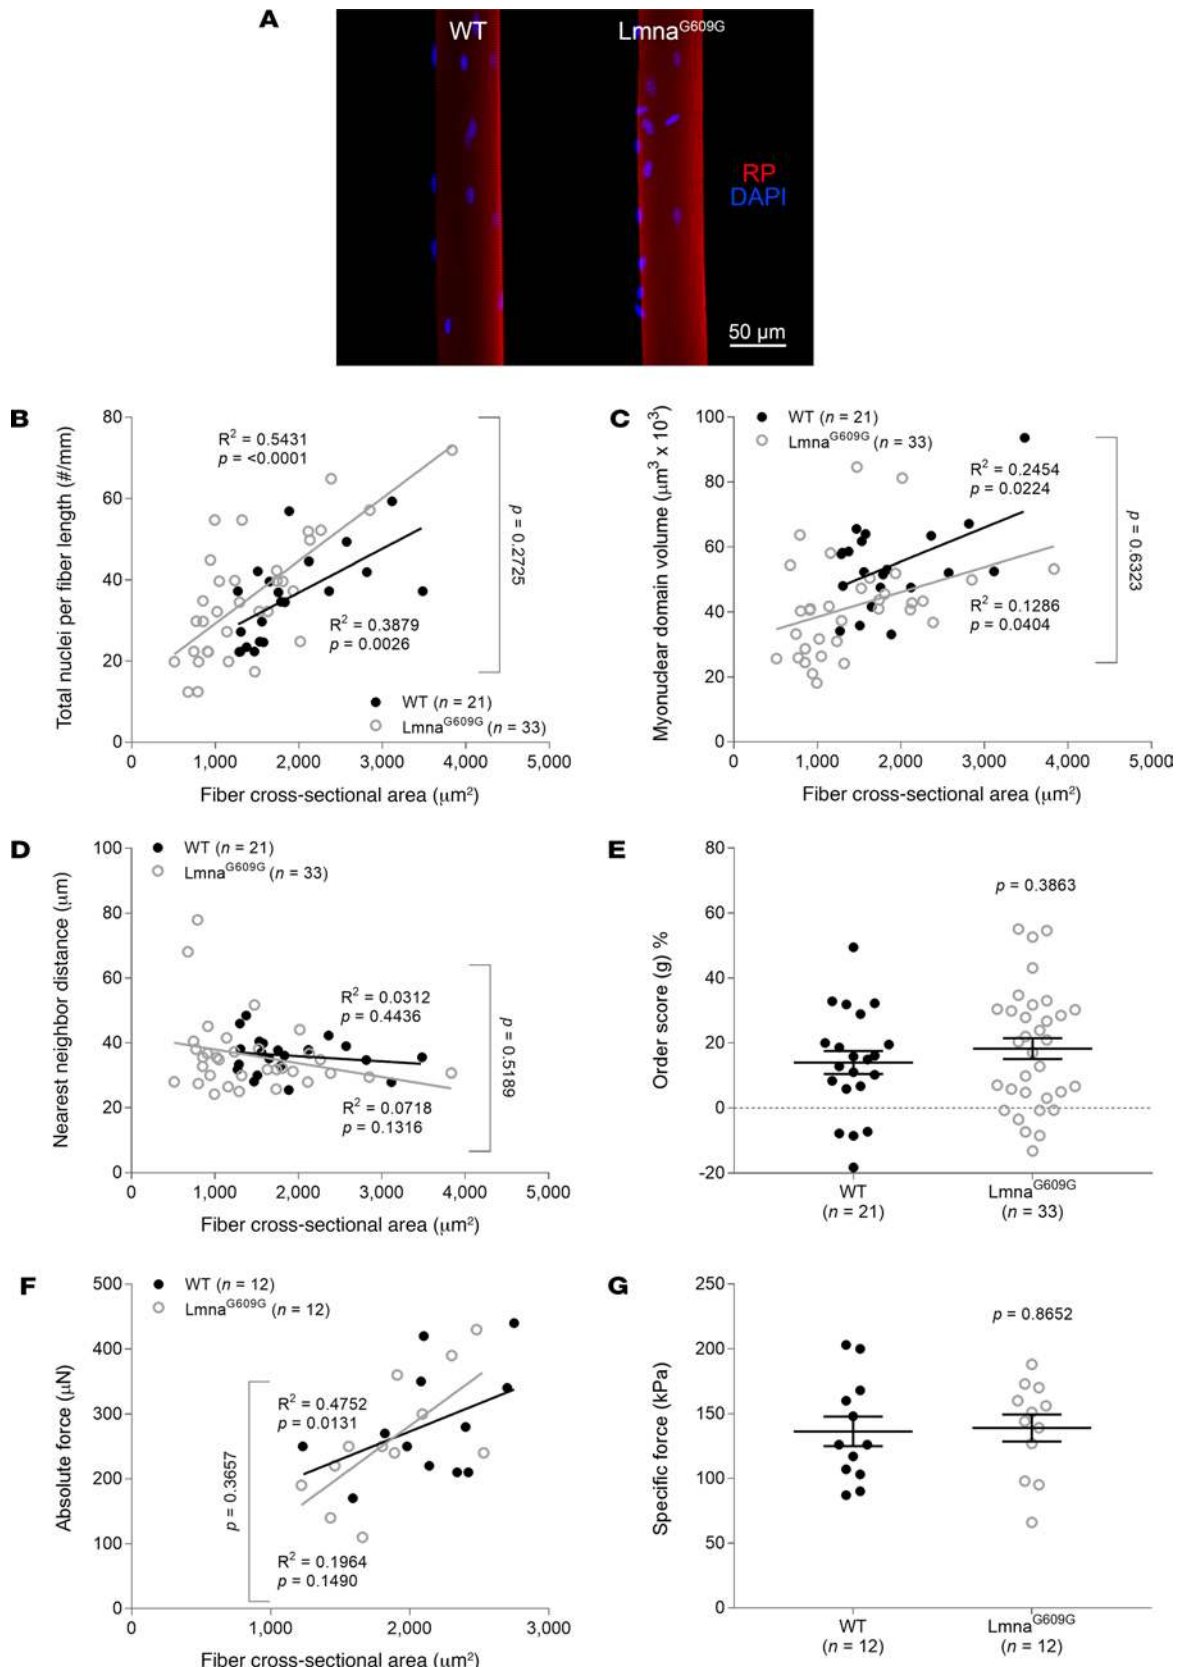 A
WT
Lmna^G609G
RP
DAPI
50 μm
B
Total nuclei per fiber length (#/mm)
80
60
40
20
0
0
1,000
2,000
3,000
4,000
5,000
Fiber cross-sectional area (μm²)
R² = 0.5431
p = <0.0001
R² = 0.3879
p = 0.0026
p = 0.2725
WT (n = 21)
Lmna^G609G (n = 33)
C
Myonuclear domain volume (μm³ x 10³)
100
80
60
40
20
0
0
1,000
2,000
3,000
4,000
5,000
Fiber cross-sectional area (μm²)
WT (n = 21)
Lmna^G609G (n = 33)
R² = 0.2454
p = 0.0224
R² = 0.1286
p = 0.0404
p = 0.6323
D
Nearest neighbor distance (μm)
100
80
60
40
20
0
0
1,000
2,000
3,000
4,000
5,000
Fiber cross-sectional area (μm²)
WT (n = 21)
Lmna^G609G (n = 33)
R² = 0.0312
p = 0.4436
R² = 0.0718
p = 0.1316
p = 0.5189
E
Order score (g) %
80
60
40
20
0
-20
p = 0.3863
WT
(n = 21)
Lmna^G609G
(n = 33)
F
Absolute force (μN)
500
400
300
200
100
0
0
1,000
2,000
3,000
Fiber cross-sectional area (μm²)
WT (n = 12)
Lmna^G609G (n = 12)
R² = 0.4752
p = 0.0131
R² = 0.1964
p = 0.1490
p = 0.3657
G
Specific force (kPa)
250
200
150
100
50
0
p = 0.8652
WT
(n = 12)
Lmna^G609G
(n = 12)